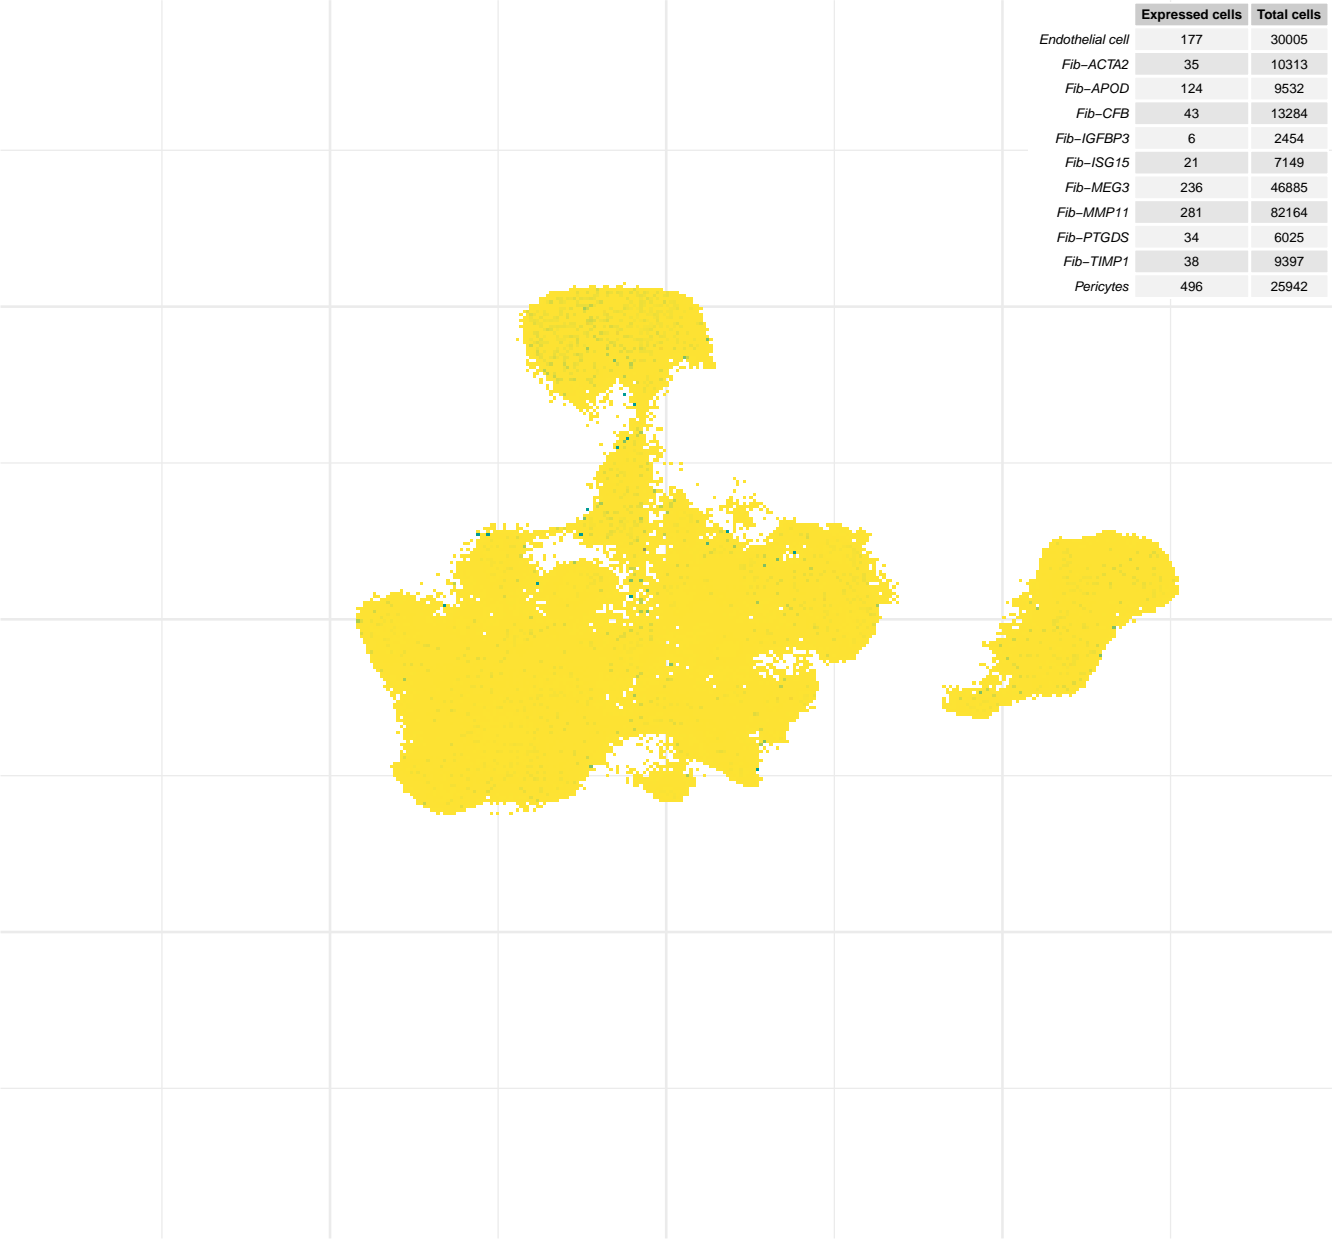 Expressed cells Total cells
Endothelial cell 177 30005
Fib−ACTA2 35 10313
Fib−APOD 124 9532
Fib−CFB 43 13284
Fib−IGFBP3 6 2454
Fib−ISG15 21 7149
Fib−MEG3 236 46885
Fib−MMP11 281 82164
Fib−PTGDS 34 6025
Fib−TIMP1 38 9397
Pericytes 496 25942